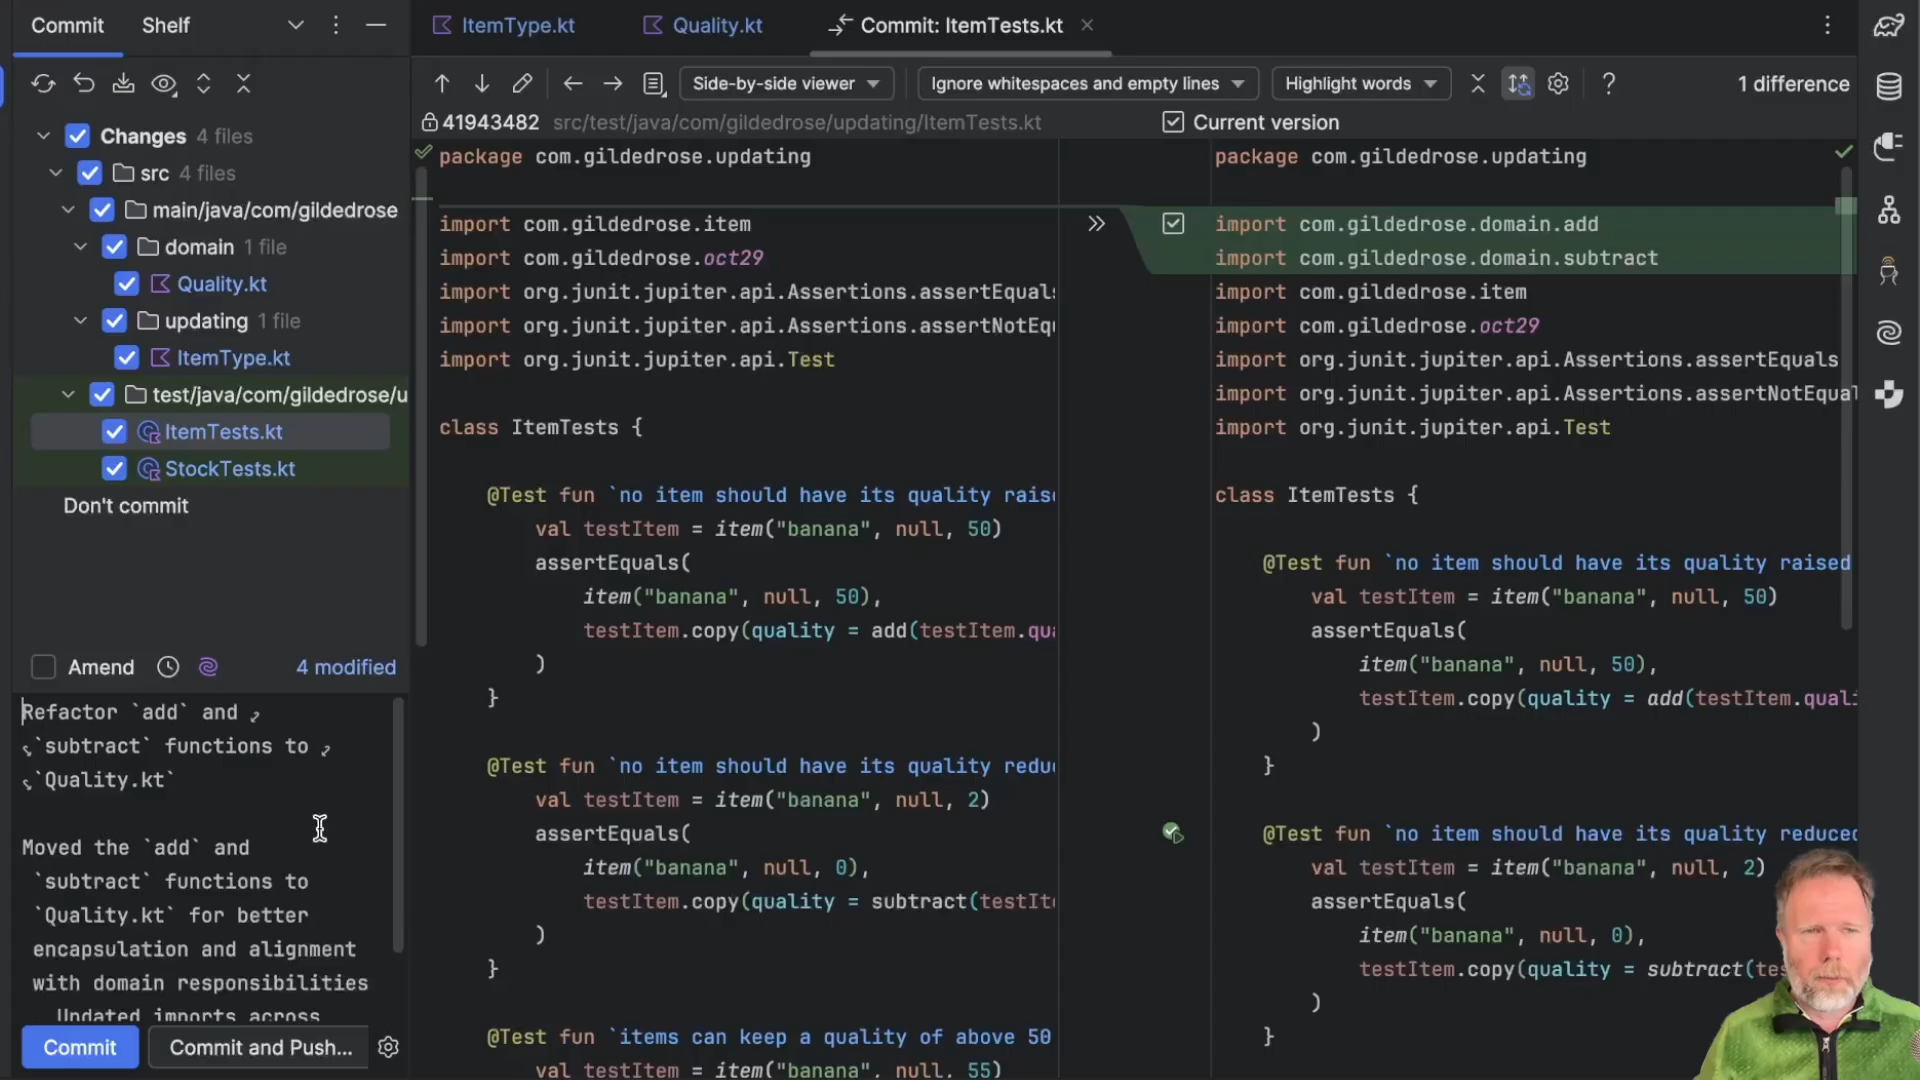 Commit
Shelf
ItemType.kt
Quality.kt
Commit: ItemTests.kt
Side-by-side viewer
Ignore whitespaces and empty lines
Highlight words
?
1 difference
Changes 4 files
src 4 files
main/java/com/gildedrose
domain 1 file
Quality.kt
updating 1 file
ItemType.kt
test/java/com/gildedrose/u
ItemTests.kt
StockTests.kt
Don't commit
Amend
4 modified
Refactor `add` and
`subtract` functions to
`Quality.kt`
Moved the `add` and
`subtract` functions to
`Quality.kt` for better
encapsulation and alignment
with domain responsibilities
Updated imports across
Commit
Commit and Push...
41943482 src/test/java/com/gildedrose/updating/ItemTests.kt
package com.gildedrose.updating
import com.gildedrose.item
import com.gildedrose.oct29
import org.junit.jupiter.api.Assertions.assertEquals
import org.junit.jupiter.api.Assertions.assertNotEq
import org.junit.jupiter.api.Test
class ItemTests {
@Test fun `no item should have its quality raise
val testItem = item("banana", null, 50)
assertEquals(
item("banana", null, 50),
testItem.copy(quality = add(testItem.qua
)
}
@Test fun `no item should have its quality redu
val testItem = item("banana", null, 2)
assertEquals(
item("banana", null, 0),
testItem.copy(quality = subtract(testIte
)
}
@Test fun `items can keep a quality of above 50
val testItem = item("banana", null, 55)
Current version
package com.gildedrose.updating
import com.gildedrose.domain.add
import com.gildedrose.domain.subtract
import com.gildedrose.item
import com.gildedrose.oct29
import org.junit.jupiter.api.Assertions.assertEquals
import org.junit.jupiter.api.Assertions.assertNotEqual
import org.junit.jupiter.api.Test
class ItemTests {
@Test fun `no item should have its quality raised
val testItem = item("banana", null, 50)
assertEquals(
item("banana", null, 50),
testItem.copy(quality = add(testItem.quali
)
}
@Test fun `no item should have its quality reduced
val testItem = item("banana", null, 2)
assertEquals(
item("banana", null, 0),
testItem.copy(quality = subtract(tes
)
}